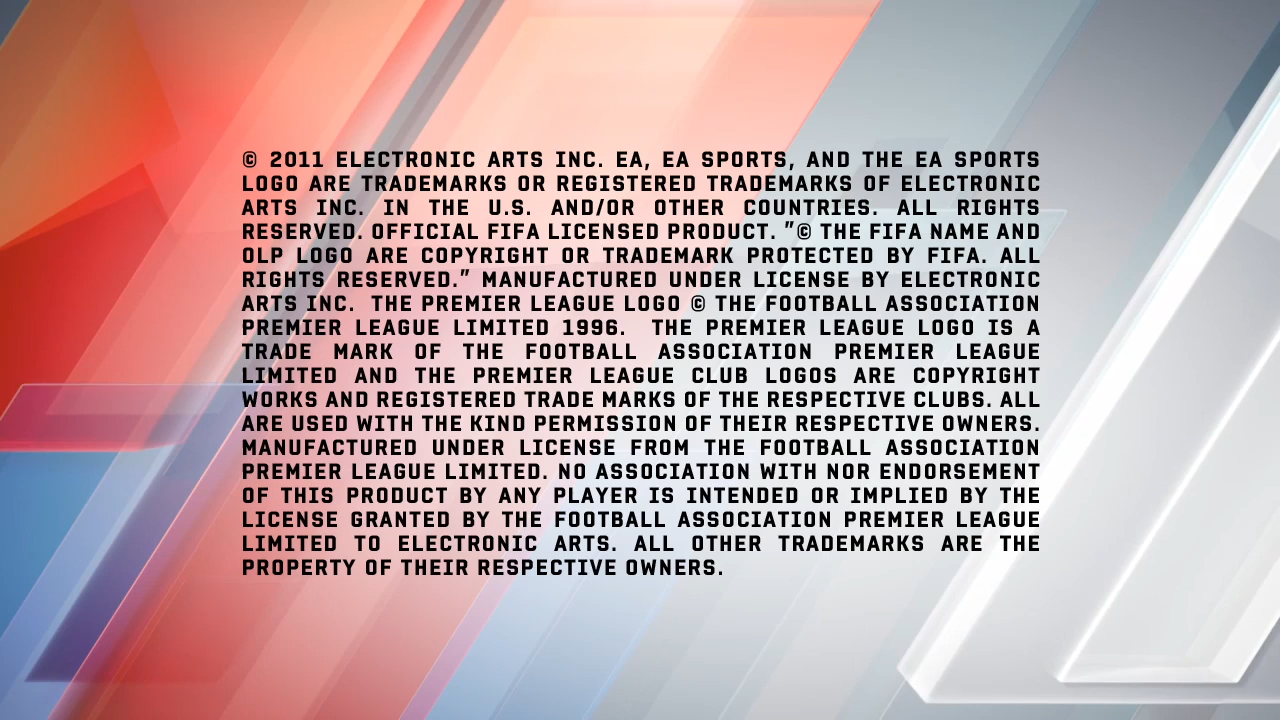 © 2011 ELECTRONIC ARTS INC. EA, EA SPORTS, AND THE EA SPORTS
LOGO ARE TRADEMARKS OR REGISTERED TRADEMARKS OF ELECTRONIC
ARTS INC. IN THE U.S. AND/OR OTHER COUNTRIES. ALL RIGHTS
RESERVED. OFFICIAL FIFA LICENSED PRODUCT. "© THE FIFA NAME AND
OLP LOGO ARE COPYRIGHT OR TRADEMARK PROTECTED BY FIFA. ALL
RIGHTS RESERVED." MANUFACTURED UNDER LICENSE BY ELECTRONIC
ARTS INC. THE PREMIER LEAGUE LOGO © THE FOOTBALL ASSOCIATION
PREMIER LEAGUE LIMITED 1996. THE PREMIER LEAGUE LOGO IS A
TRADE MARK OF THE FOOTBALL ASSOCIATION PREMIER LEAGUE
LIMITED AND THE PREMIER LEAGUE CLUB LOGOS ARE COPYRIGHT
WORKS AND REGISTERED TRADE MARKS OF THE RESPECTIVE CLUBS. ALL
ARE USED WITH THE KIND PERMISSION OF THEIR RESPECTIVE OWNERS.
MANUFACTURED UNDER LICENSE FROM THE FOOTBALL ASSOCIATION
PREMIER LEAGUE LIMITED. NO ASSOCIATION WITH NOR ENDORSEMENT
OF THIS PRODUCT BY ANY PLAYER IS INTENDED OR IMPLIED BY THE
LICENSE GRANTED BY THE FOOTBALL ASSOCIATION PREMIER LEAGUE
LIMITED TO ELECTRONIC ARTS. ALL OTHER TRADEMARKS ARE THE
PROPERTY OF THEIR RESPECTIVE OWNERS.